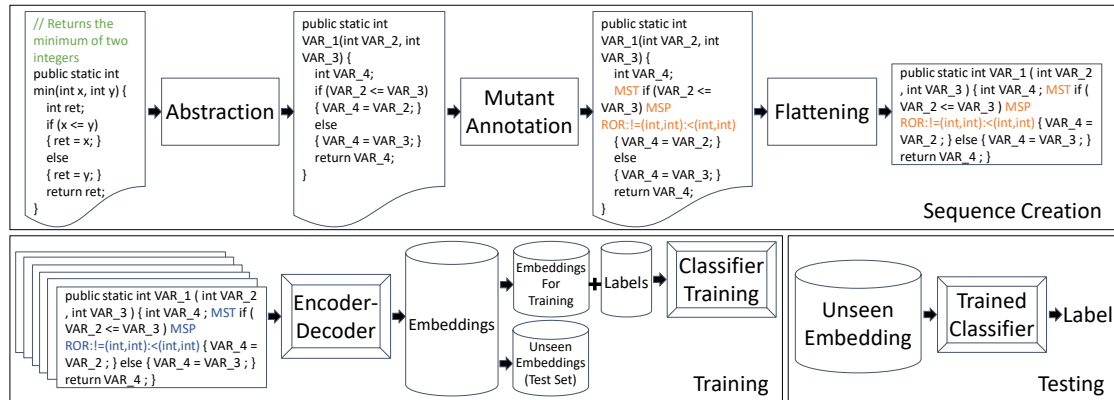 // Returns the
minimum of two
integers
public static int
min(int x, int y) {
int ret;
if (x <= y)
{ ret = x; }
else
{ ret = y; }
return ret;
}
Abstraction
public static int
VAR_1(int VAR_2, int
VAR_3) {
int VAR_4;
if (VAR_2 <= VAR_3)
{ VAR_4 = VAR_2; }
else
{ VAR_4 = VAR_3; }
return VAR_4;
}
Mutant
Annotation
public static int
VAR_1(int VAR_2, int
VAR_3) {
int VAR_4;
MST if (VAR_2 <=
VAR_3) MSP
ROR:!=(int,int):<(int,int)
{ VAR_4 = VAR_2; }
else
{ VAR_4 = VAR_3; }
return VAR_4;
}
Flattening
public static int VAR_1 ( int VAR_2
, int VAR_3 ) { int VAR_4 ; MST if (
VAR_2 <= VAR_3 ) MSP
ROR:!=(int,int):<(int,int) { VAR_4 =
VAR_2 ; } else { VAR_4 = VAR_3 ; }
return VAR_4 ; }
Sequence Creation
public static int VAR_1 ( int VAR_2
, int VAR_3 ) { int VAR_4 ; MST if (
VAR_2 <= VAR_3 ) MSP
ROR:!=(int,int):<(int,int) { VAR_4 =
VAR_2 ; } else { VAR_4 = VAR_3 ; }
return VAR_4 ; }
Encoder-
Decoder
Embeddings
Embeddings
For
Training
+
Labels
Classifier
Training
Unseen
Embeddings
(Test Set)
Training
Unseen
Embedding
Trained
Classifier
Label
Testing